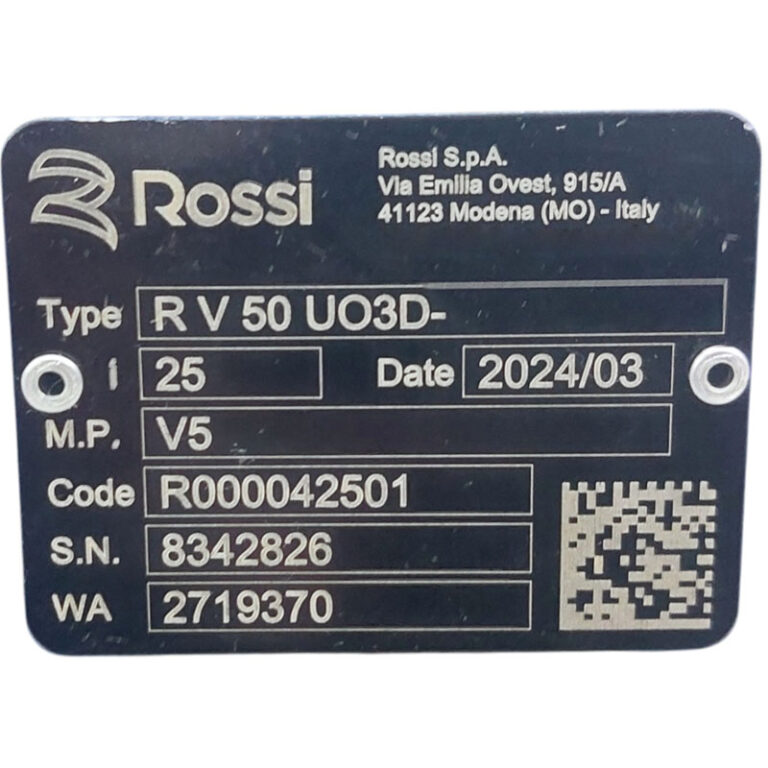 Rossi
Rossi S.p.A.
Via Emilia Ovest, 915/A
41123 Modena (MO) - Italy
Type R V 50 UO3D-
i 25 Date 2024/03
M.P. V5
Code R000042501
S.N. 8342826
WA 2719370